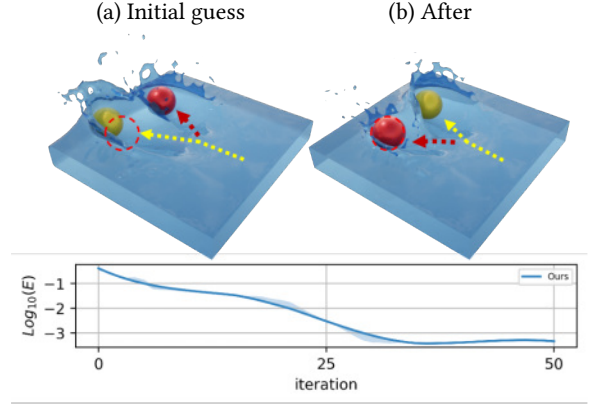 (a) Initial guess
(b) After
Log₁₀(E)
−1
−2
−3
Ours
0
25
50
iteration